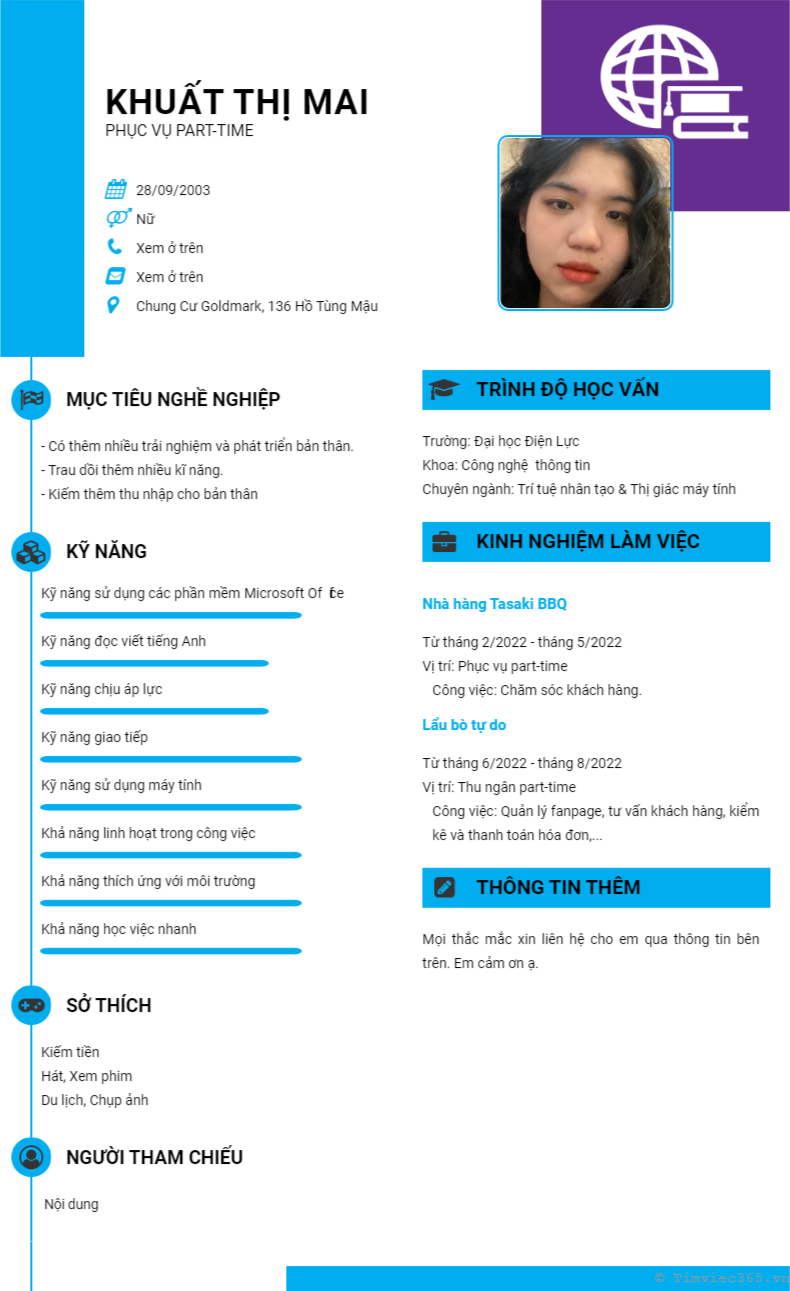 KHUẤT THỊ MAI
PHỤC VỤ PART-TIME
28/09/2003
Nữ
Xem ở trên
Xem ở trên
Chung Cư Goldmark, 136 Hồ Tùng Mậu
MỤC TIÊU NGHỀ NGHIỆP
- Có thêm nhiều trải nghiệm và phát triển bản thân.
- Trau dồi thêm nhiều kĩ năng.
- Kiếm thêm thu nhập cho bản thân
KỸ NĂNG
Kỹ năng sử dụng các phần mềm Microsoft Office
Kỹ năng đọc viết tiếng Anh
Kỹ năng chịu áp lực
Kỹ năng giao tiếp
Kỹ năng sử dụng máy tính
Khả năng linh hoạt trong công việc
Khả năng thích ứng với môi trường
Khả năng học việc nhanh
SỞ THÍCH
Kiếm tiền
Hát, Xem phim
Du lịch, Chụp ảnh
NGƯỜI THAM CHIẾU
Nội dung
TRÌNH ĐỘ HỌC VẤN
Trường: Đại học Điện Lực
Khoa: Công nghệ thông tin
Chuyên ngành: Trí tuệ nhân tạo & Thị giác máy tính
KINH NGHIỆM LÀM VIỆC
Nhà hàng Tasaki BBQ
Từ tháng 2/2022 - tháng 5/2022
Vị trí: Phục vụ part-time
Công việc: Chăm sóc khách hàng.
Lẩu bò tự do
Từ tháng 6/2022 - tháng 8/2022
Vị trí: Thu ngân part-time
Công việc: Quản lý fanpage, tư vấn khách hàng, kiểm
kê và thanh toán hóa đơn,...
THÔNG TIN THÊM
Mọi thắc mắc xin liên hệ cho em qua thông tin bên
trên. Em cảm ơn ạ.
© Timviec365.vn